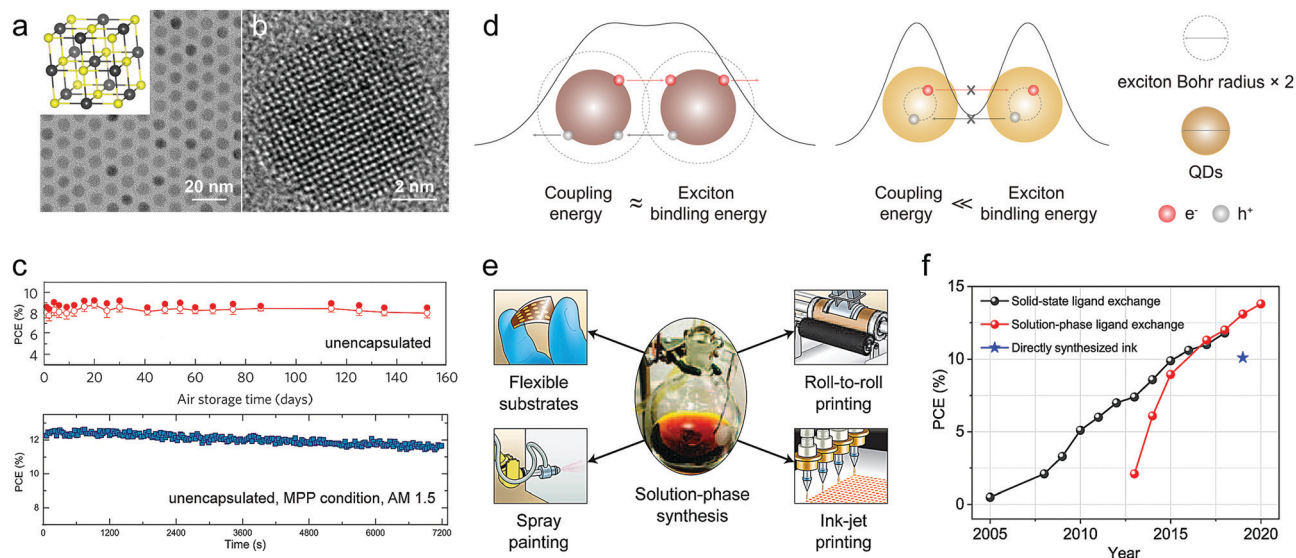 a
20 nm
b
2 nm
c
PCE (%)
10
8
6
4
unencapsulated
0 20 40 60 80 100 120 140 160
Air storage time (days)
PCE (%)
12
10
8
unencapsulated, MPP condition, AM 1.5
0 1200 2400 3600 4800 6000 7200
Time (s)
d
Coupling
energy
≈
Exciton
bindling energy
Coupling
energy
≪
Exciton
bindling energy
exciton Bohr radius × 2
QDs
e-
h+
e
Flexible
substrates
Roll-to-roll
printing
Spray
painting
Solution-phase
synthesis
Ink-jet
printing
f
Solid-state ligand exchange
Solution-phase ligand exchange
Directly synthesized ink
PCE (%)
15
10
5
0
2005 2010 2015 2020
Year